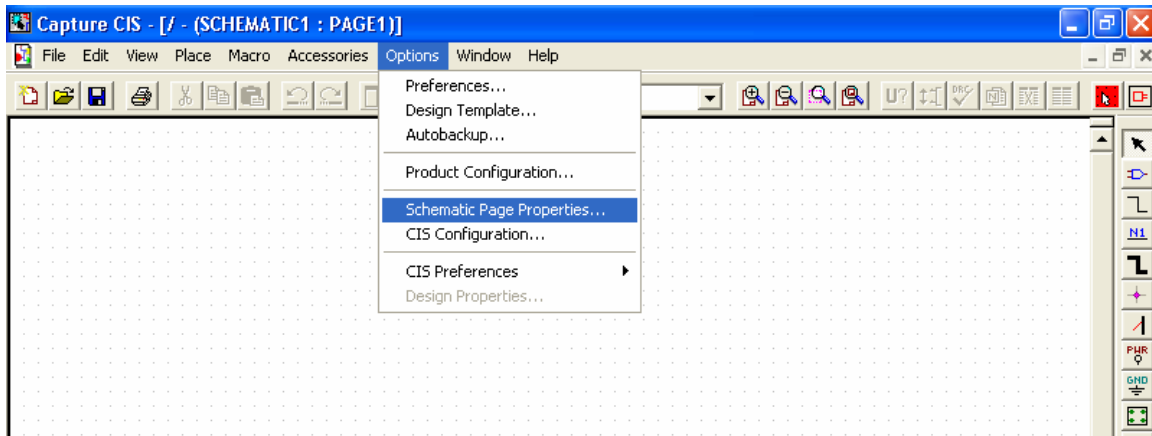 Capture CIS - [/ - (SCHEMATIC1 : PAGE1)]
File Edit View Place Macro Accessories Options Window Help
U? DRC
Preferences...
Design Template...
Autobackup...
Product Configuration...
Schematic Page Properties...
CIS Configuration...
CIS Preferences
Design Properties...
N1
PWR
GND